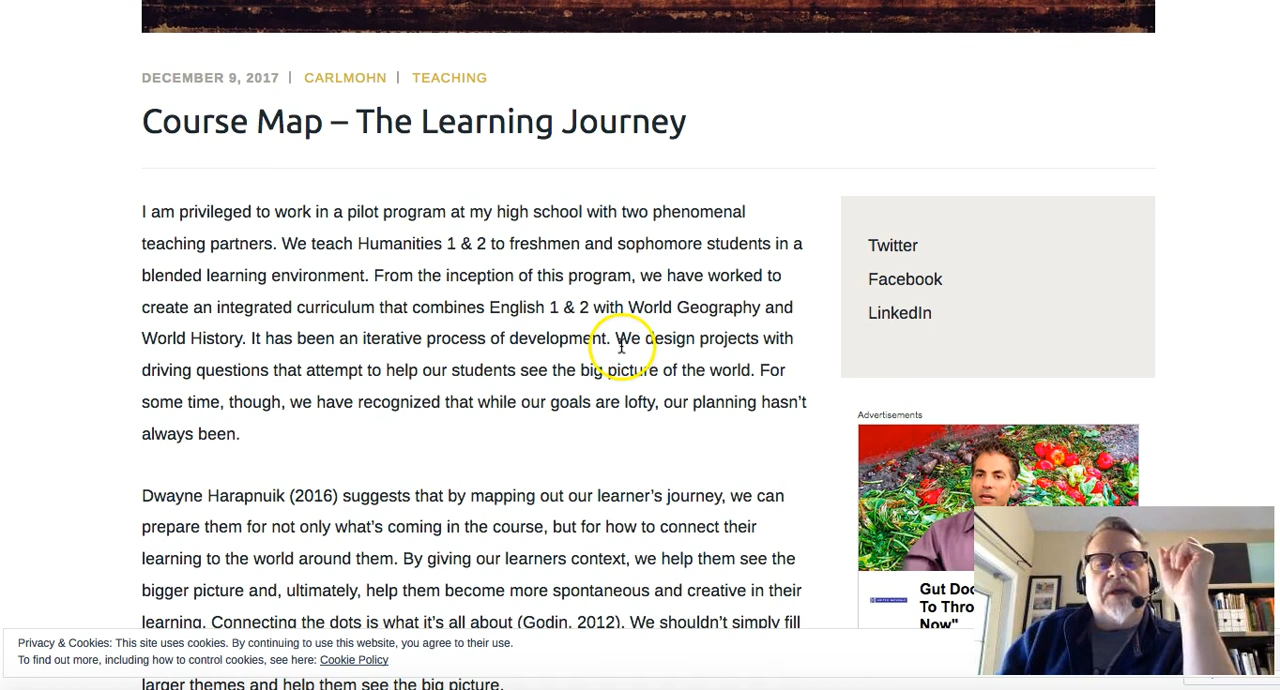 DECEMBER 9, 2017 | CARLMOHN | TEACHING
Course Map – The Learning Journey
I am privileged to work in a pilot program at my high school with two phenomenal
teaching partners. We teach Humanities 1 & 2 to freshmen and sophomore students in a
blended learning environment. From the inception of this program, we have worked to
create an integrated curriculum that combines English 1 & 2 with World Geography and
World History. It has been an iterative process of development. We design projects with
driving questions that attempt to help our students see the big picture of the world. For
some time, though, we have recognized that while our goals are lofty, our planning hasn't
always been.
Dwayne Harapnuik (2016) suggests that by mapping out our learner's journey, we can
prepare them for not only what's coming in the course, but for how to connect their
learning to the world around them. By giving our learners context, we help them see the
bigger picture and, ultimately, help them become more spontaneous and creative in their
learning. Connecting the dots is what it's all about (Godin, 2012). We shouldn't simply fill
larger themes and help them see the big picture.
Twitter
Facebook
LinkedIn
Advertisements
Gut Doc
To Thro
Now"
Privacy & Cookies: This site uses cookies. By continuing to use this website, you agree to their use.
To find out more, including how to control cookies, see here: Cookie Policy